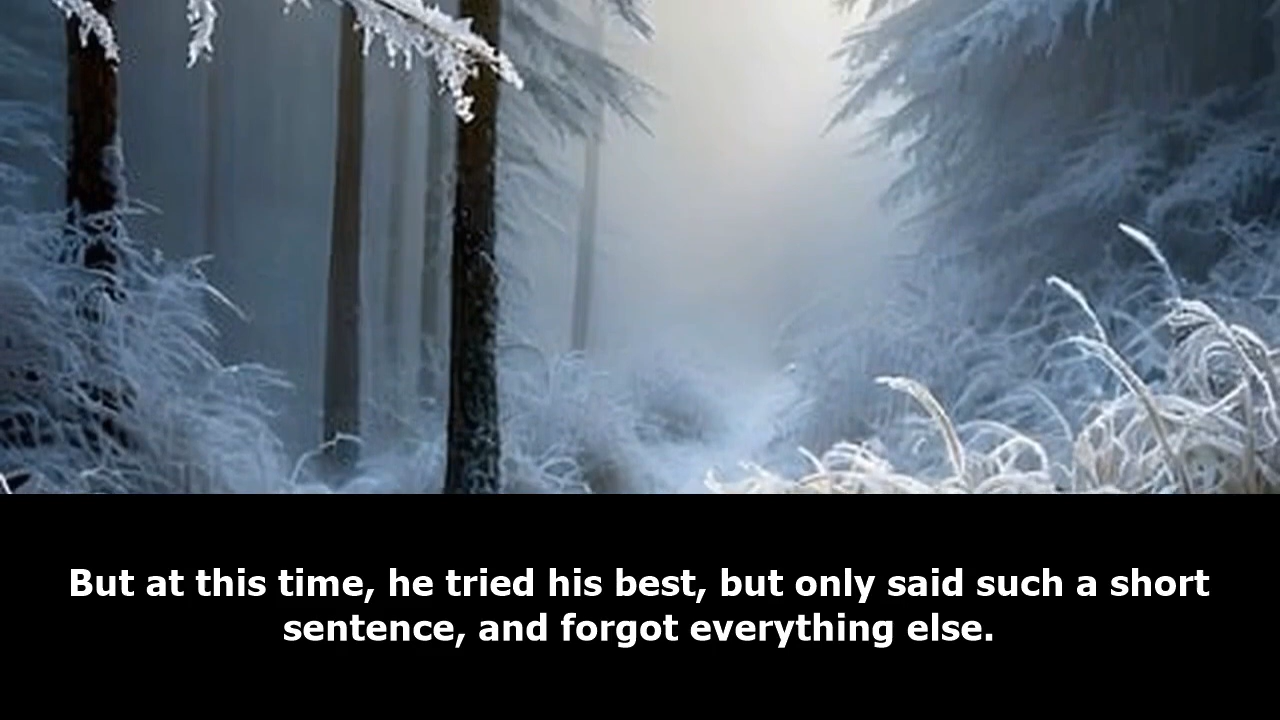 But at this time, he tried his best, but only said such a short
sentence, and forgot everything else.